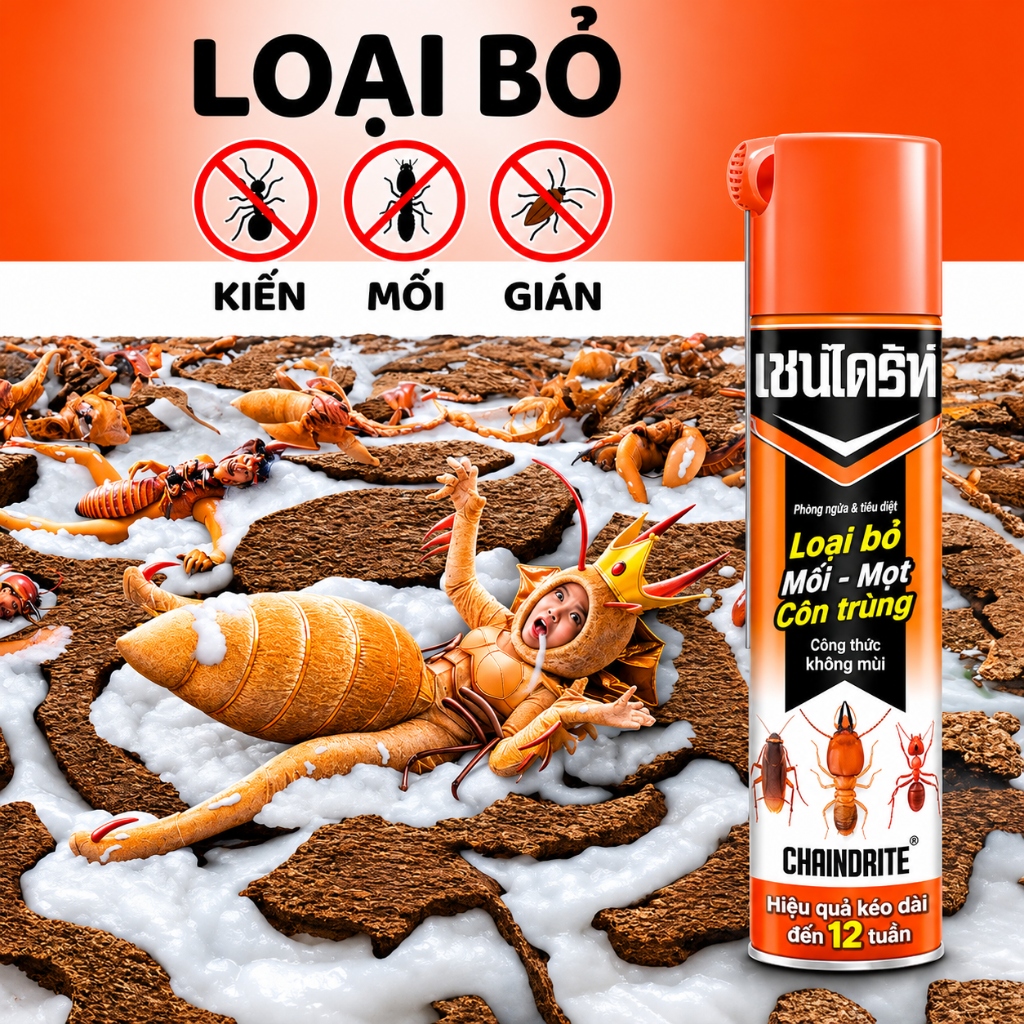 LOẠI BỎ
KIẾN MỐI GIÁN
เชนไดร้ท์
Phòng ngừa & tiêu diệt
Loại bỏ
Mối - Mọt
Côn trùng
Công thức
không mùi
CHAINDRITE®
Hiệu quả kéo dài
đến 12 tuần